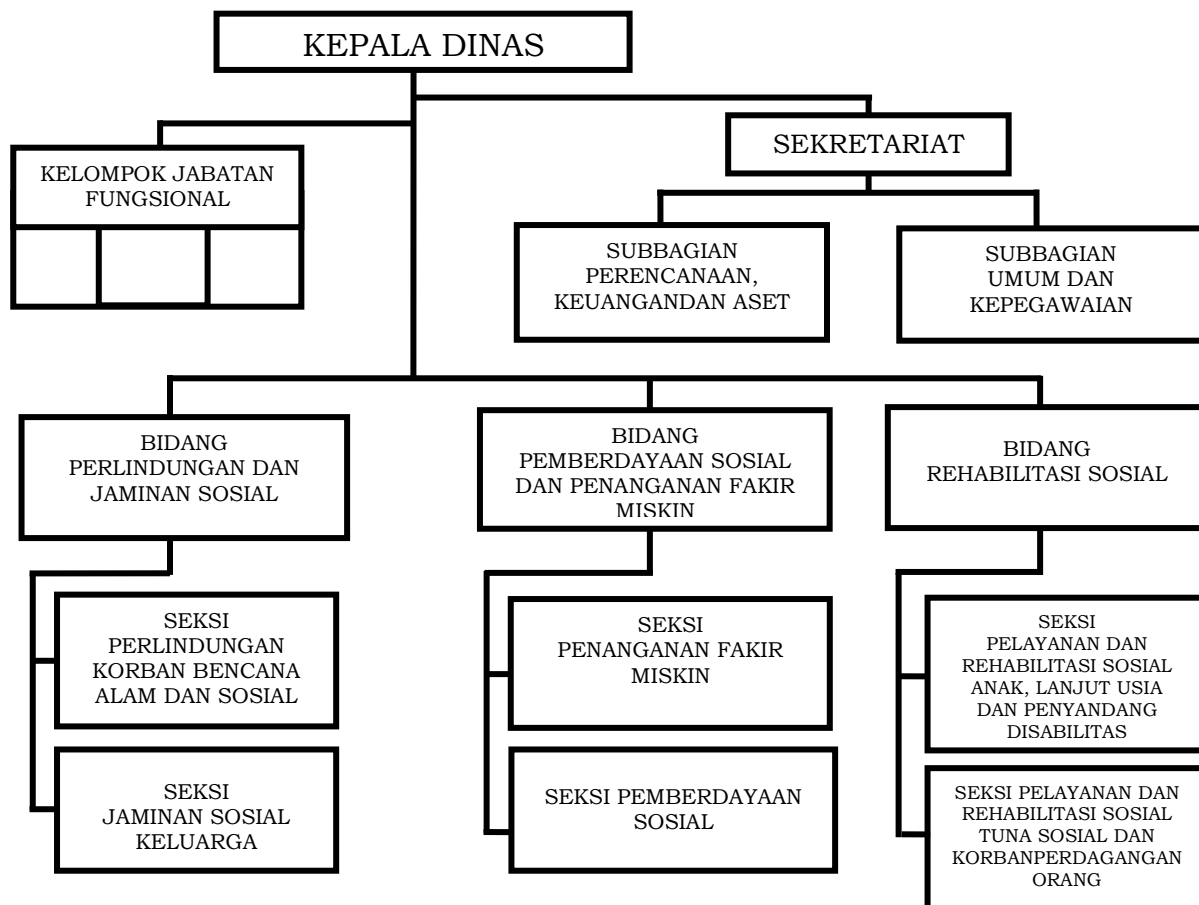 KEPALA DINAS
SEKRETARIAT
KELOMPOK JABATAN
FUNGSIONAL
SUBBAGIAN
PERENCANAAN,
KEUANGANDAN ASET
SUBBAGIAN
UMUM DAN
KEPEGAWAIAN
BIDANG
PERLINDUNGAN DAN
JAMINAN SOSIAL
BIDANG
PEMBERDAYAAN SOSIAL
DAN PENANGANAN FAKIR
MISKIN
BIDANG
REHABILITASI SOSIAL
SEKSI
PERLINDUNGAN
KORBAN BENCANA
ALAM DAN SOSIAL
SEKSI
PENANGANAN FAKIR
MISKIN
SEKSI
PELAYANAN DAN
REHABILITASI SOSIAL
ANAK, LANJUT USIA
DAN PENYANDANG
DISABILITAS
SEKSI
JAMINAN SOSIAL
KELUARGA
SEKSI PEMBERDAYAAN
SOSIAL
SEKSI PELAYANAN DAN
REHABILITASI SOSIAL
TUNA SOSIAL DAN
KORBANPERDAGANGAN
ORANG